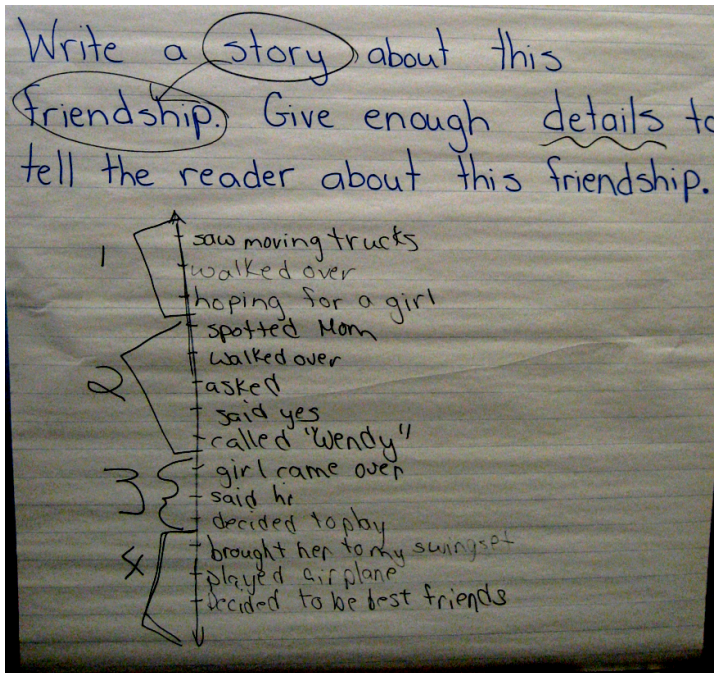 Write a story about this
friendship. Give enough details to
tell the reader about this friendship.
1
saw moving trucks
walked over
hoping for a girl
2
spotted Mom
walked over
asked
said yes
called "Wendy"
3
girl came over
said hi
decided to play
4
brought her to my swingset
played airplane
decided to be best friends